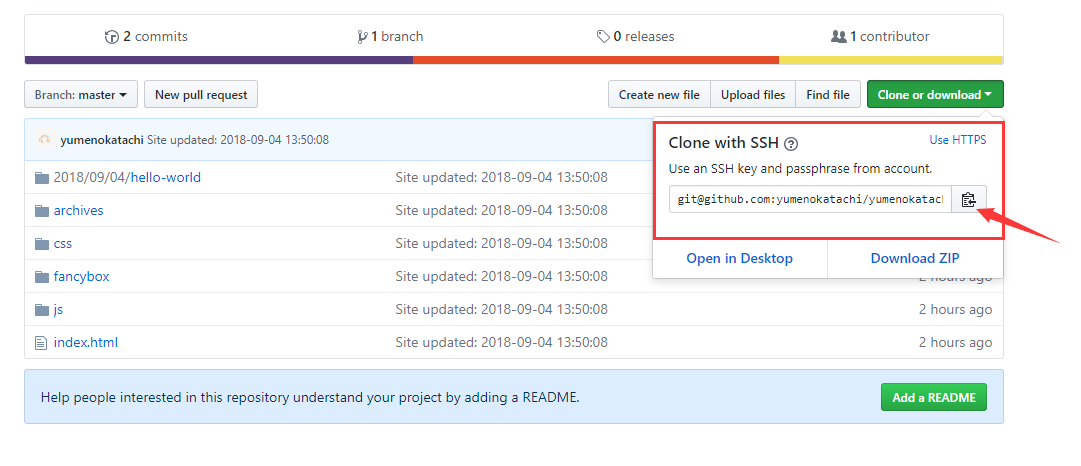 2 commits 1 branch 0 releases 1 contributor
Branch: master New pull request Create new file Upload files Find file Clone or download
yumenokatachi Site updated: 2018-09-04 13:50:08
Clone with SSH Use HTTPS
Use an SSH key and passphrase from account.
git@github.com:yumenokatachi/yumenokatac
Open in Desktop Download ZIP
2018/09/04/hello-world Site updated: 2018-09-04 13:50:08
archives Site updated: 2018-09-04 13:50:08
css Site updated: 2018-09-04 13:50:08
fancybox Site updated: 2018-09-04 13:50:08 2 hours ago
js Site updated: 2018-09-04 13:50:08 2 hours ago
index.html Site updated: 2018-09-04 13:50:08 2 hours ago
Help people interested in this repository understand your project by adding a README. Add a README